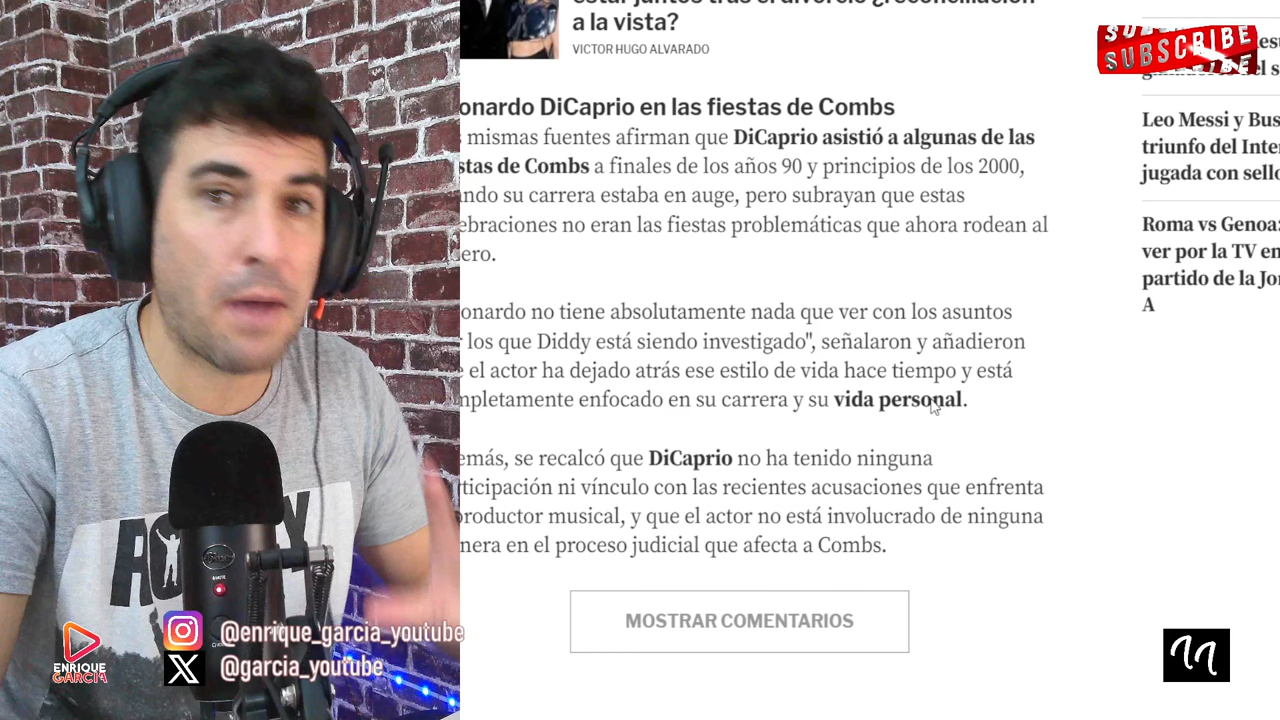 a la vista?
VICTOR HUGO ALVARADO
onardo DiCaprio en las fiestas de Combs
mismas fuentes afirman que DiCaprio asistió a algunas de las
stas de Combs a finales de los años 90 y principios de los 2000,
ndo su carrera estaba en auge, pero subrayan que estas
ebraciones no eran las fiestas problemáticas que ahora rodean al
ero.
onardo no tiene absolutamente nada que ver con los asuntos
los que Diddy está siendo investigado", señalaron y añadieron
e el actor ha dejado atrás ese estilo de vida hace tiempo y está
mpletamente enfocado en su carrera y su vida personal.
emás, se recalcó que DiCaprio no ha tenido ninguna
ticipación ni vínculo con las recientes acusaciones que enfrenta
productor musical, y que el actor no está involucrado de ninguna
nera en el proceso judicial que afecta a Combs.
MOSTRAR COMENTARIOS
SUBSCRIBE
Leo Messi y Bus
triunfo del Inte
jugada con sello
Roma vs Genoa:
ver por la TV en
partido de la Jor
A
@enrique_garcia_youtube
@garcia_youtube
ENRIQUE
GARCIA